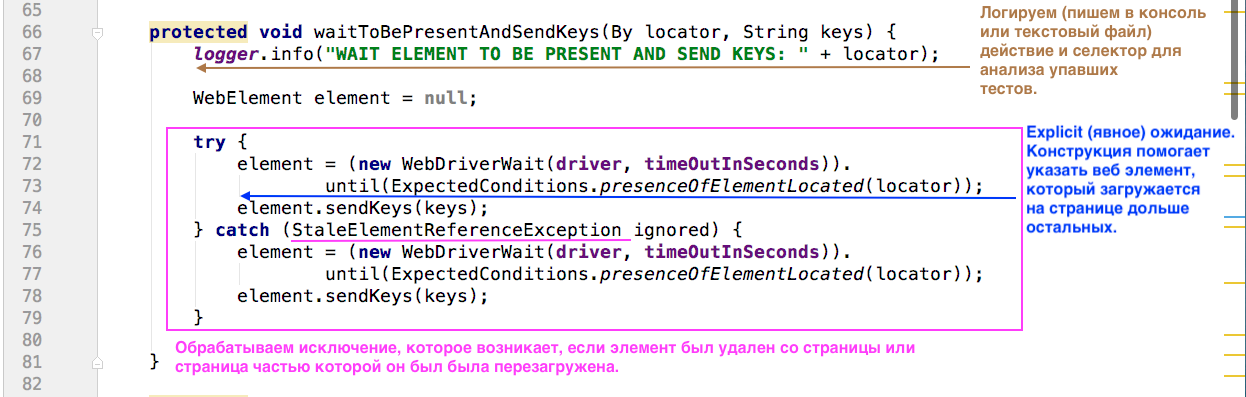 65
66 protected void waitToBePresentAndSendKeys(By locator, String keys) {
67 logger.info("WAIT ELEMENT TO BE PRESENT AND SEND KEYS: " + locator);
68
69 WebElement element = null;
70
71 try {
72 element = (new WebDriverWait(driver, timeOutInSeconds)).
73 until(ExpectedConditions.presenceOfElementLocated(locator));
74 element.sendKeys(keys);
75 } catch (StaleElementReferenceException ignored) {
76 element = (new WebDriverWait(driver, timeOutInSeconds)).
77 until(ExpectedConditions.presenceOfElementLocated(locator));
78 element.sendKeys(keys);
79 }
80
81 }
82
Логируем (пишем в консоль
или текстовый файл)
действие и селектор для
анализа упавших
тестов.
Explicit (явное) ожидание.
Конструкция помогает
указать веб элемент,
который загружается
на странице дольше
остальных.
Обрабатываем исключение, которое возникает, если элемент был удален со страницы или
страница частью которой он был была перезагружена.